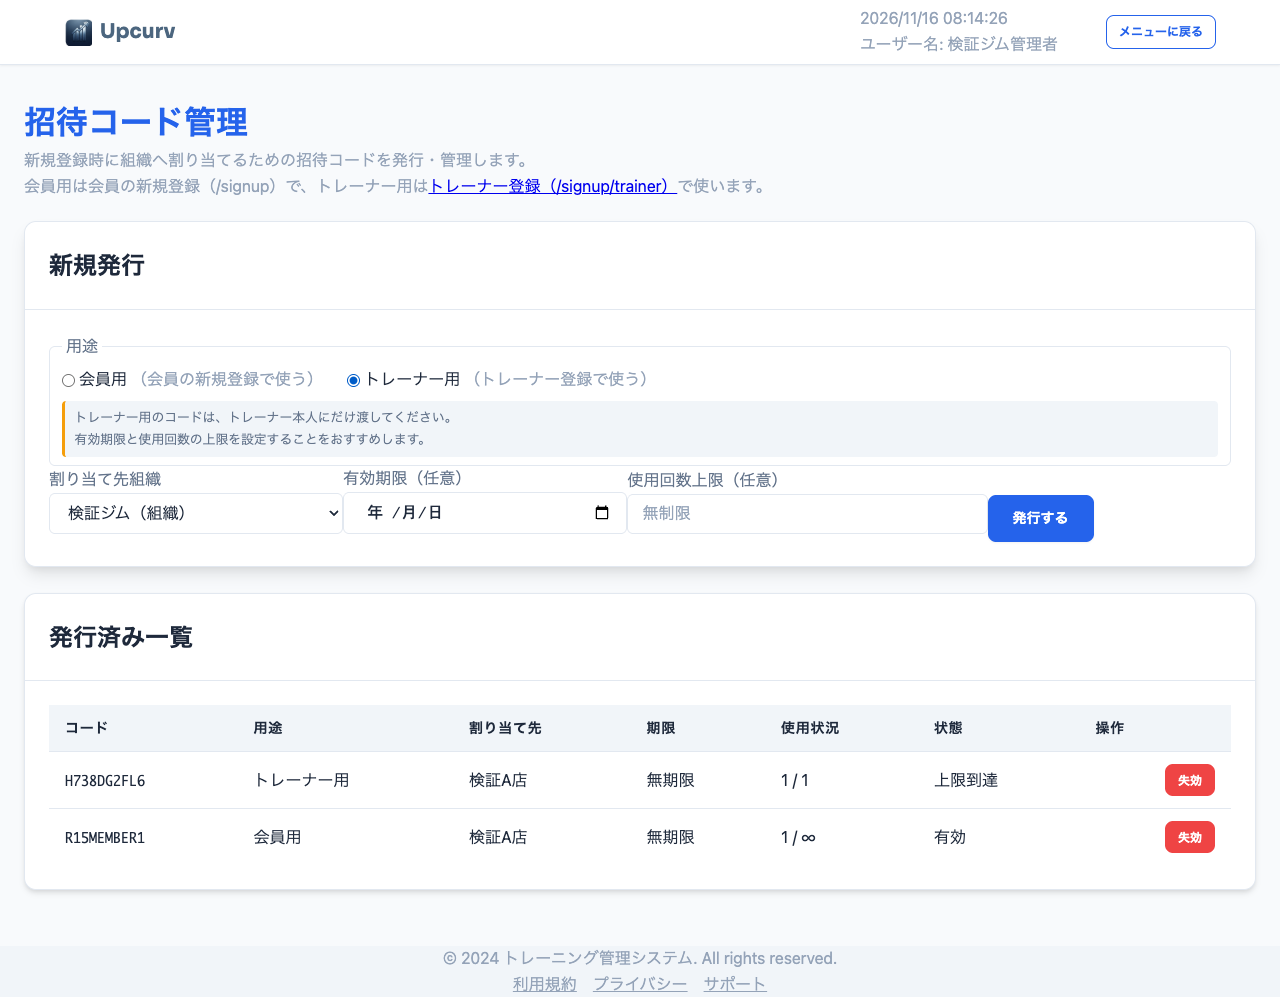 Upcurv
2026/11/16 08:14:26
ユーザー名: 検証ジム管理者
メニューに戻る
招待コード管理
新規登録時に組織へ割り当てるための招待コードを発行・管理します。
会員用は会員の新規登録（/signup）で、トレーナー用はトレーナー登録（/signup/trainer）で使います。
新規発行
用途
会員用 （会員の新規登録で使う） トレーナー用 （トレーナー登録で使う）
トレーナー用のコードは、トレーナー本人にだけ渡してください。
有効期限と使用回数の上限を設定することをおすすめします。
割り当て先組織 有効期限（任意） 使用回数上限（任意）
検証ジム（組織） 年 /月/日 無制限 発行する
発行済み一覧
コード 用途 割り当て先 期限 使用状況 状態 操作
H738DG2FL6 トレーナー用 検証A店 無期限 1 / 1 上限到達 失効
R15MEMBER1 会員用 検証A店 無期限 1 / ∞ 有効 失効
© 2024 トレーニング管理システム. All rights reserved.
利用規約 プライバシー サポート